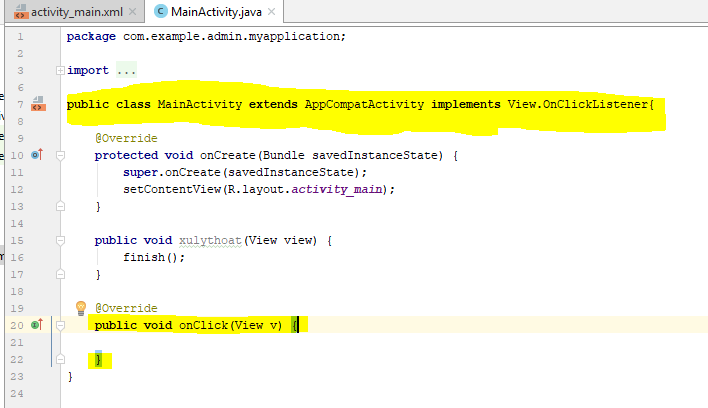 activity_main.xml × MainActivity.java ×
1 package com.example.admin.myapplication;
2
3 import ...
6
7 public class MainActivity extends AppCompatActivity implements View.OnClickListener{
8
9 @Override
10 protected void onCreate(Bundle savedInstanceState) {
11 super.onCreate(savedInstanceState);
12 setContentView(R.layout.activity_main);
13 }
14
15 public void xulythoat(View view) {
16 finish();
17 }
18
19 @Override
20 public void onClick(View v) {
21
22 }
23 }
24